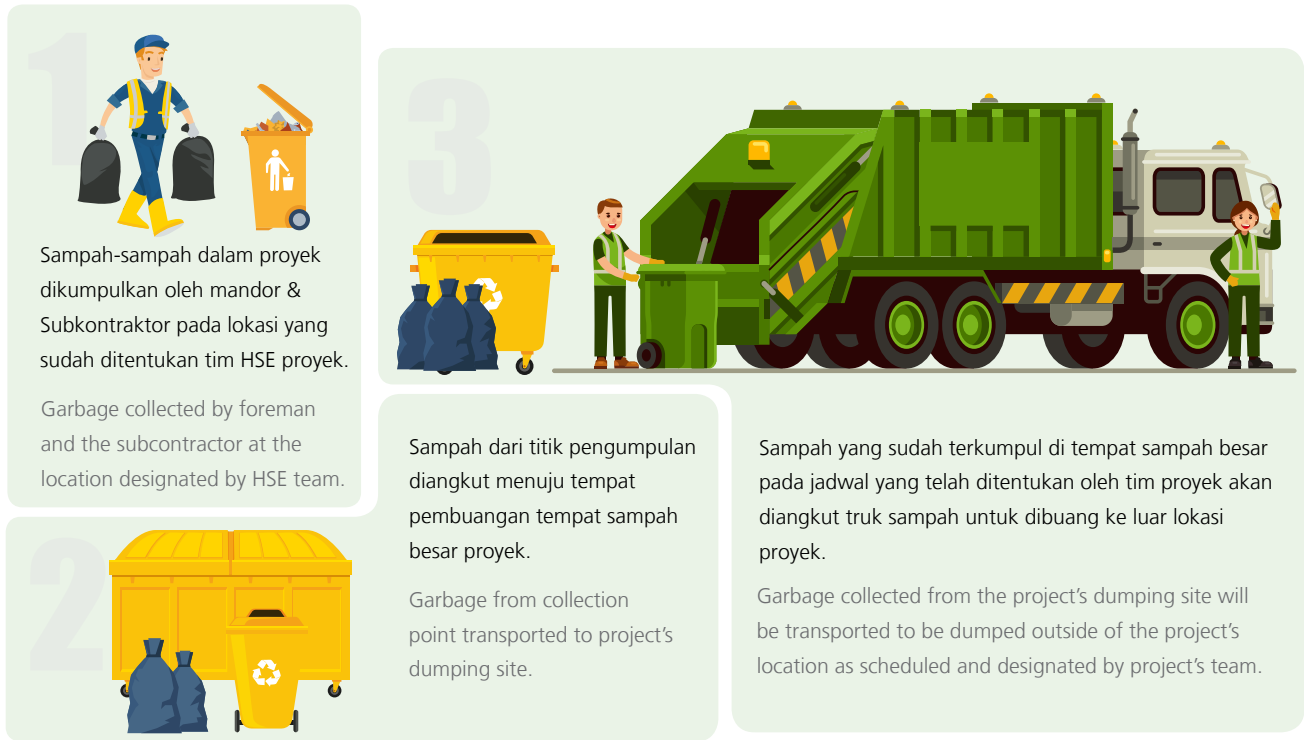 1
Sampah-sampah dalam proyek
dikumpulkan oleh mandor &
Subkontraktor pada lokasi yang
sudah ditentukan tim HSE proyek.
Garbage collected by foreman
and the subcontractor at the
location designated by HSE team.
2
Sampah dari titik pengumpulan
diangkut menuju tempat
pembuangan tempat sampah
besar proyek.
Garbage from collection
point transported to project’s
dumping site.
3
Sampah yang sudah terkumpul di tempat sampah besar
pada jadwal yang telah ditentukan oleh tim proyek akan
diangkut truk sampah untuk dibuang ke luar lokasi
proyek.
Garbage collected from the project’s dumping site will
be transported to be dumped outside of the project’s
location as scheduled and designated by project’s team.